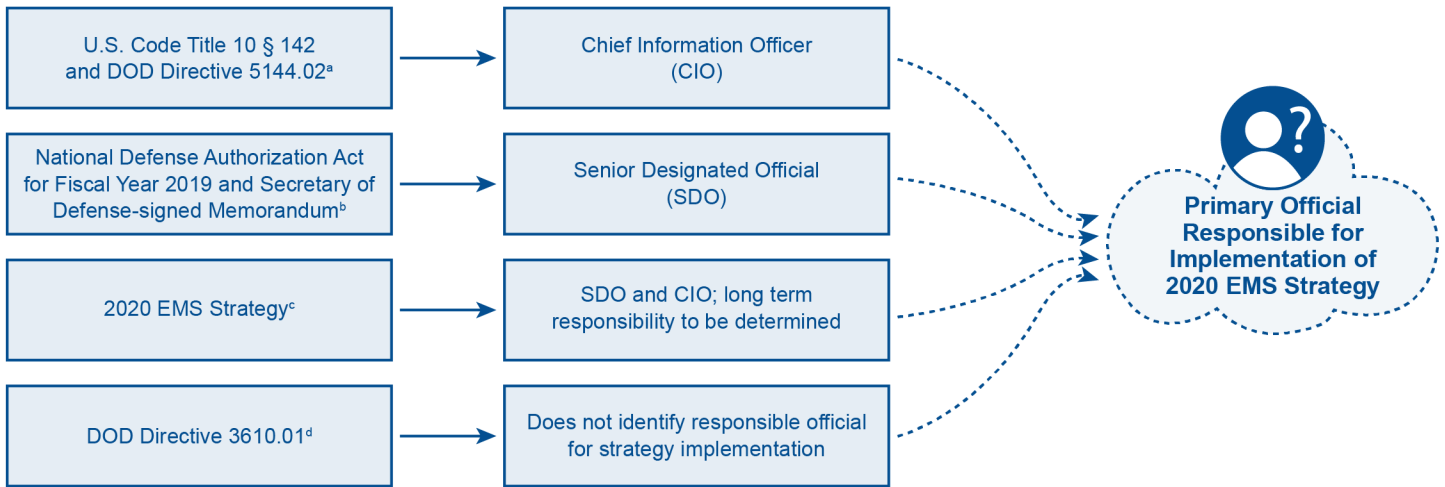 U.S. Code Title 10 § 142
and DOD Directive 5144.02ᵃ
Chief Information Officer
(CIO)
National Defense Authorization Act
for Fiscal Year 2019 and Secretary of
Defense-signed Memorandumᵇ
Senior Designated Official
(SDO)
2020 EMS Strategyᶜ
SDO and CIO; long term
responsibility to be determined
DOD Directive 3610.01ᵈ
Does not identify responsible official
for strategy implementation
?
Primary Official
Responsible for
Implementation of
2020 EMS Strategy